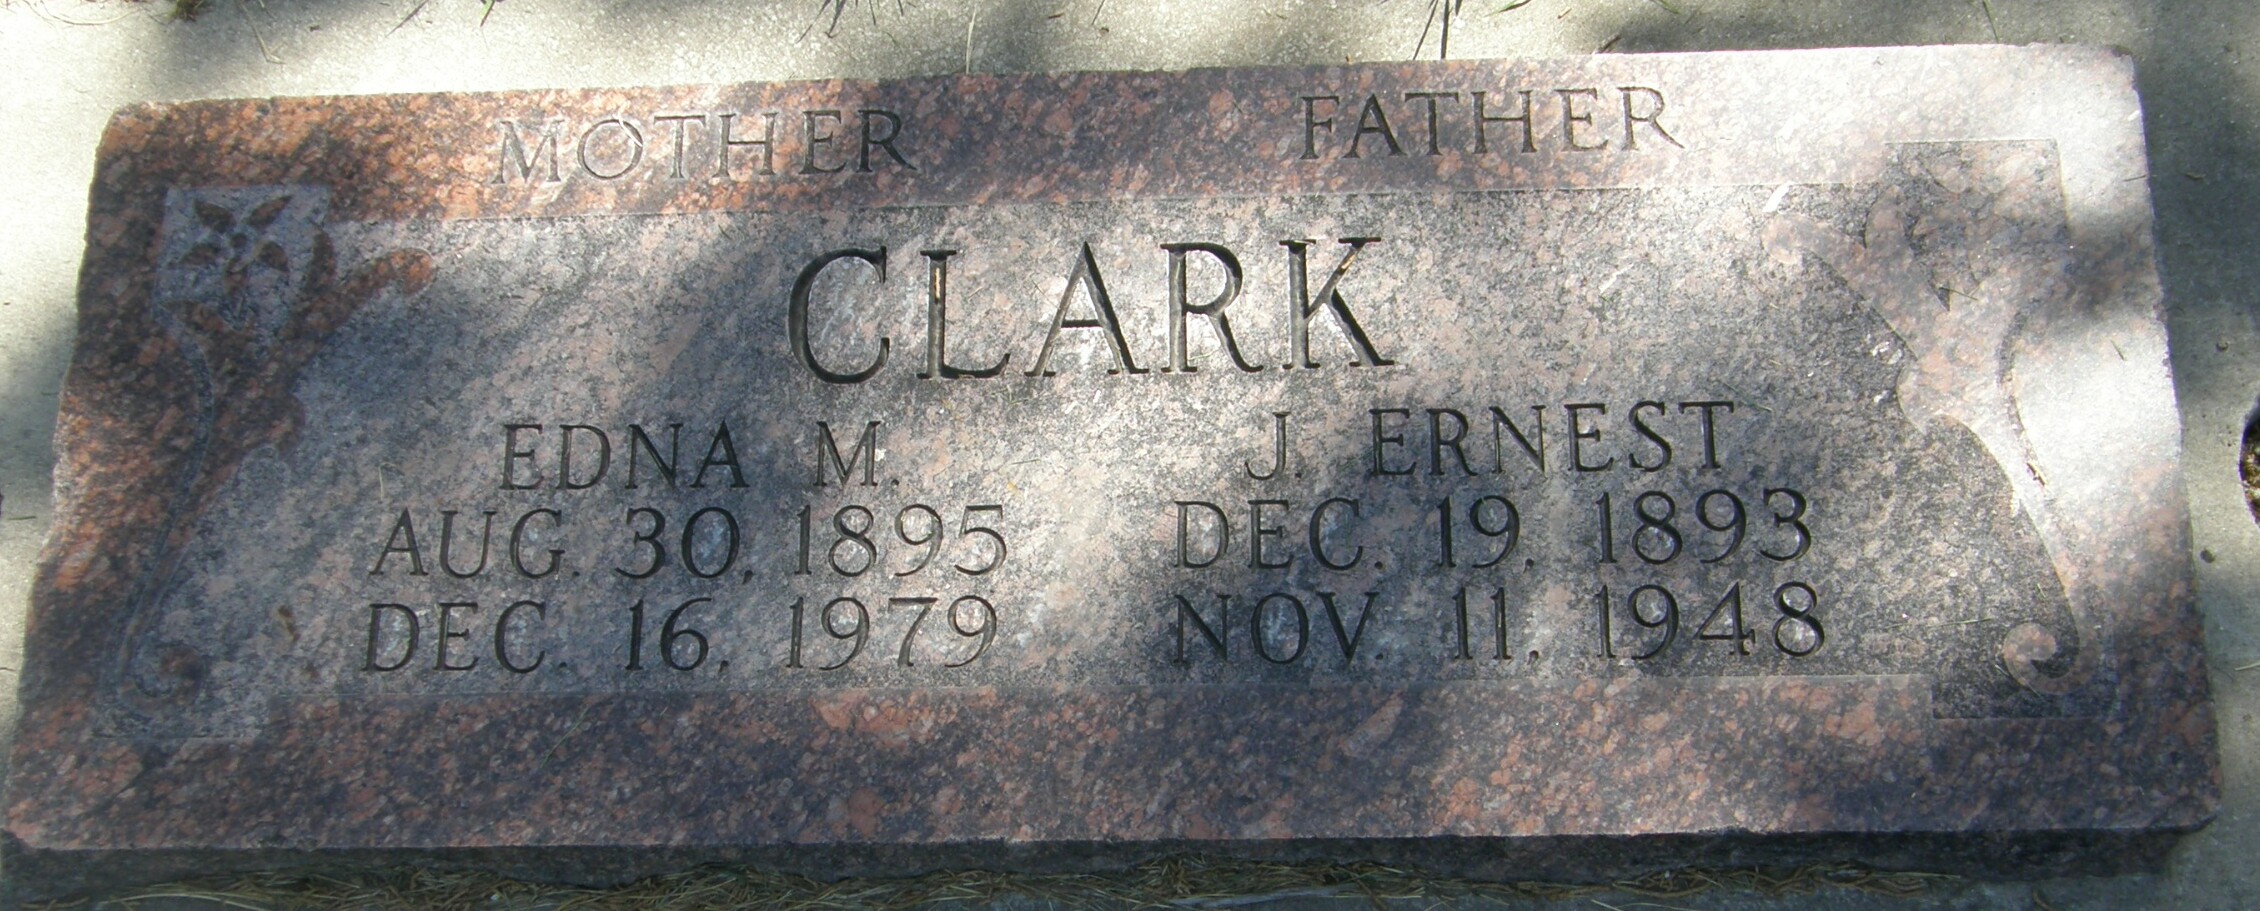 MOTHER FATHER
CLARK
EDNA M. J. ERNEST
AUG. 30, 1895 DEC. 19, 1893
DEC. 16, 1979 NOV. 11, 1948